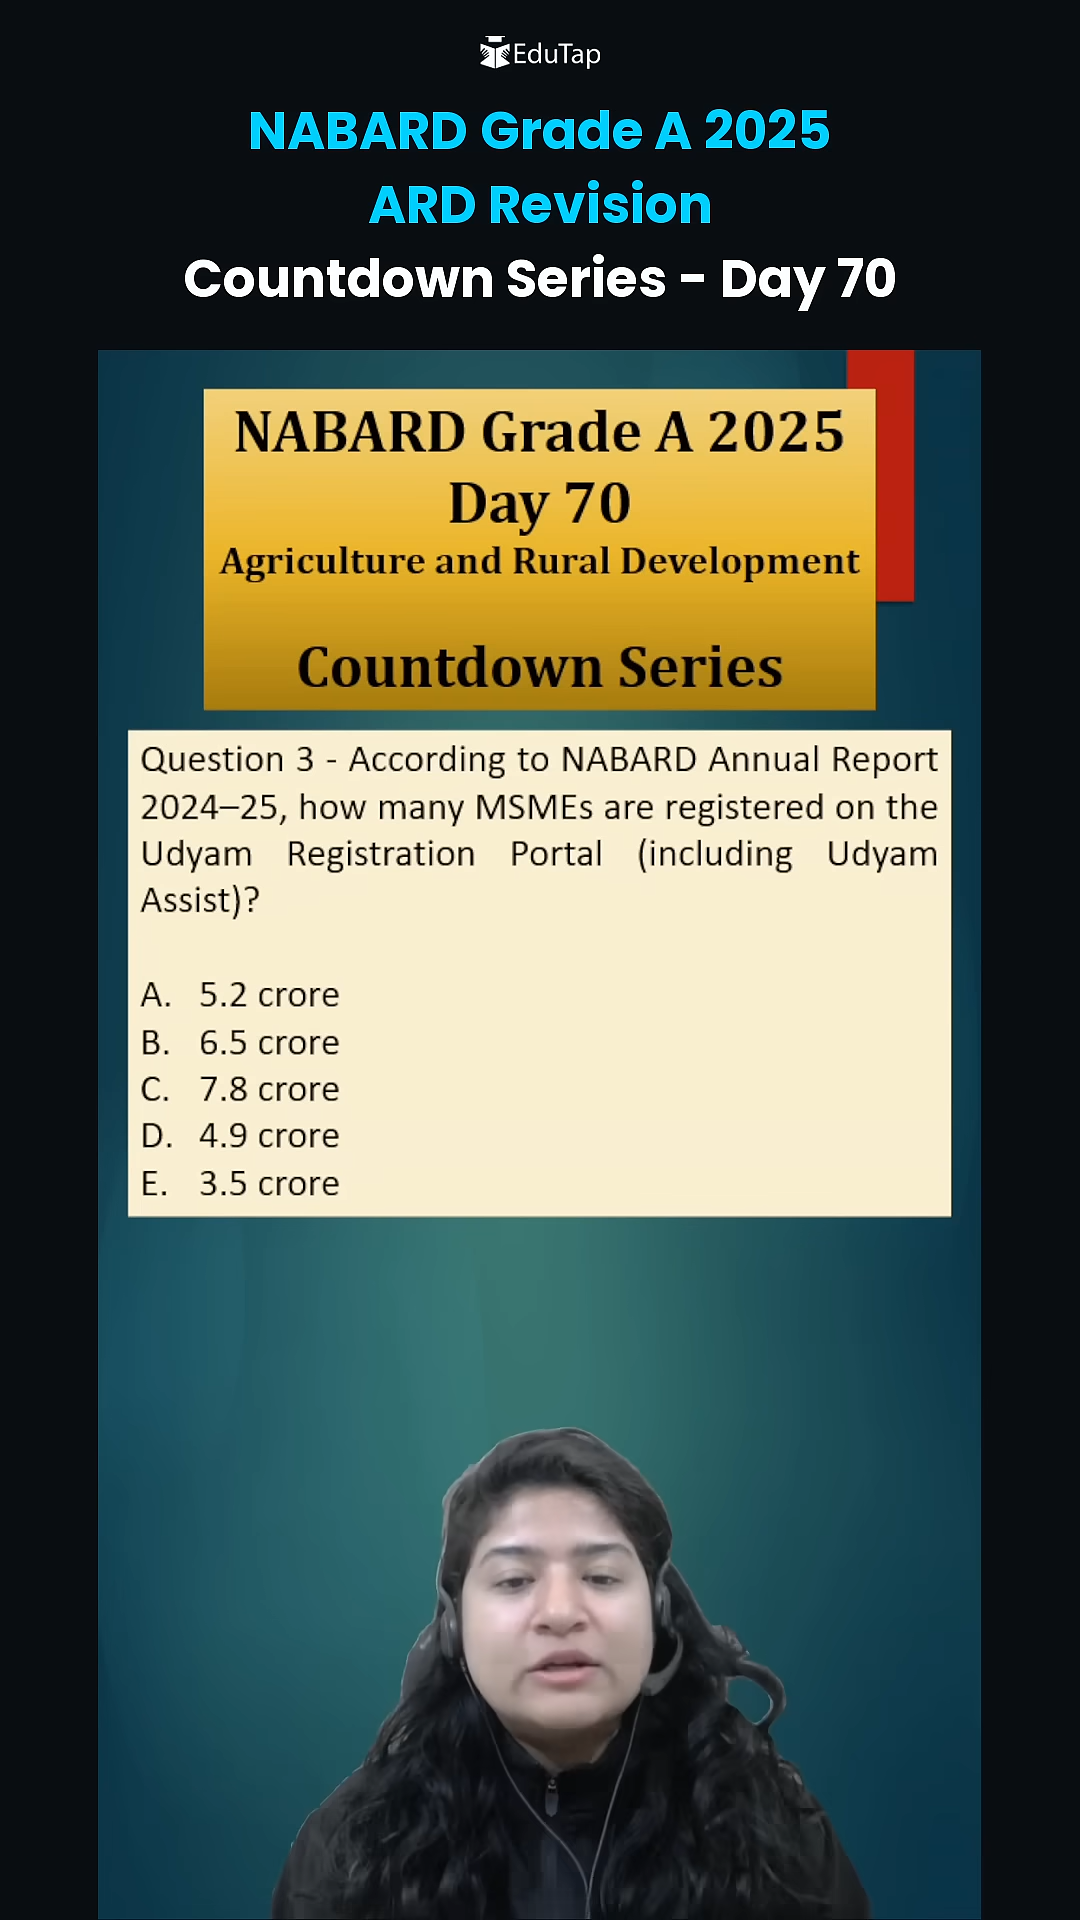 EduTap
NABARD Grade A 2025
ARD Revision
Countdown Series - Day 70
NABARD Grade A 2025
Day 70
Agriculture and Rural Development
Countdown Series
Question 3 - According to NABARD Annual Report
2024–25, how many MSMEs are registered on the
Udyam Registration Portal (including Udyam
Assist)?
A. 5.2 crore
B. 6.5 crore
C. 7.8 crore
D. 4.9 crore
E. 3.5 crore